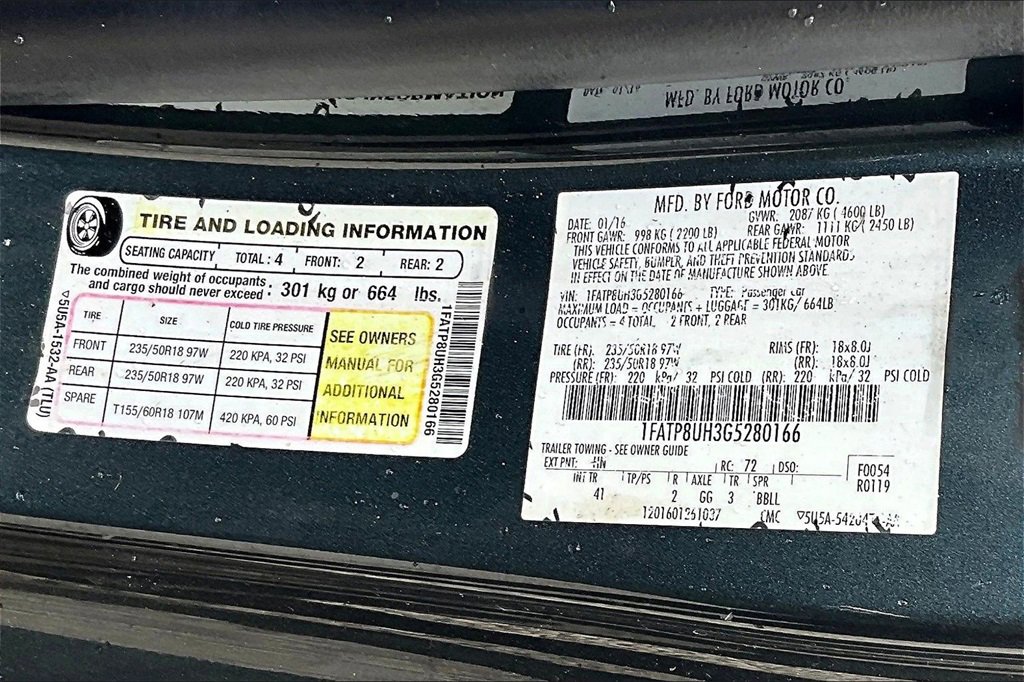 TIRE AND LOADING INFORMATION
SEATING CAPACITY TOTAL : 4 FRONT: 2 REAR: 2
The combined weight of occupants
and cargo should never exceed : 301 kg or 664 lbs.
TIRE SIZE COLD TIRE PRESSURE
FRONT 235/50R18 97W 220 KPA, 32 PSI
REAR 235/50R18 97W 220 KPA, 32 PSI
SPARE T155/60R18 107M 420 KPA, 60 PSI
SEE OWNERS
MANUAL FOR
ADDITIONAL
INFORMATION
5U5A-1532-AA (TLU)
1FATP8UH3G5280166
MFD. BY FORD MOTOR CO.
DATE: 01/16 GVWR: 2087 KG ( 4600 LB)
FRONT GAWR: 998 KG ( 2200 LB) REAR GAWR: 1111 KG ( 2450 LB)
THIS VEHICLE CONFORMS TO ALL APPLICABLE FEDERAL MOTOR
VEHICLE SAFETY, BUMPER, AND THEFT PREVENTION STANDARDS
IN EFFECT ON THE DATE OF MANUFACTURE SHOWN ABOVE.
VIN: 1FATP8UH3G5280166 TYPE: Passenger Car
MAXIMUM LOAD = OCCUPANTS + LUGGAGE = 301KG / 664LB
OCCUPANTS = 4 TOTAL, 2 FRONT, 2 REAR
TIRE (FR): 235/50R18 97W RIMS (FR): 18x8.0J
(RR): 235/50R18 97W (RR): 18x8.0J
PRESSURE (FR): 220 kPa/ 32 PSI COLD (RR): 220 kPa/ 32 PSI COLD
1FATP8UH3G5280166
TRAILER TOWING - SEE OWNER GUIDE
EXT PNT: HN RC: 72 DSO: F0054
INT TR TP/PS R AXLE TR SPR R0119
41 2 GG 3 BBLL
1201601261037 CMC